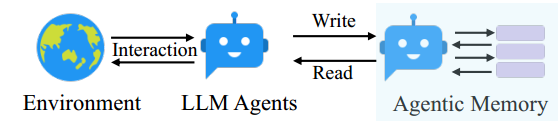 Write
Interaction
Read
Environment
LLM Agents
Agentic Memory